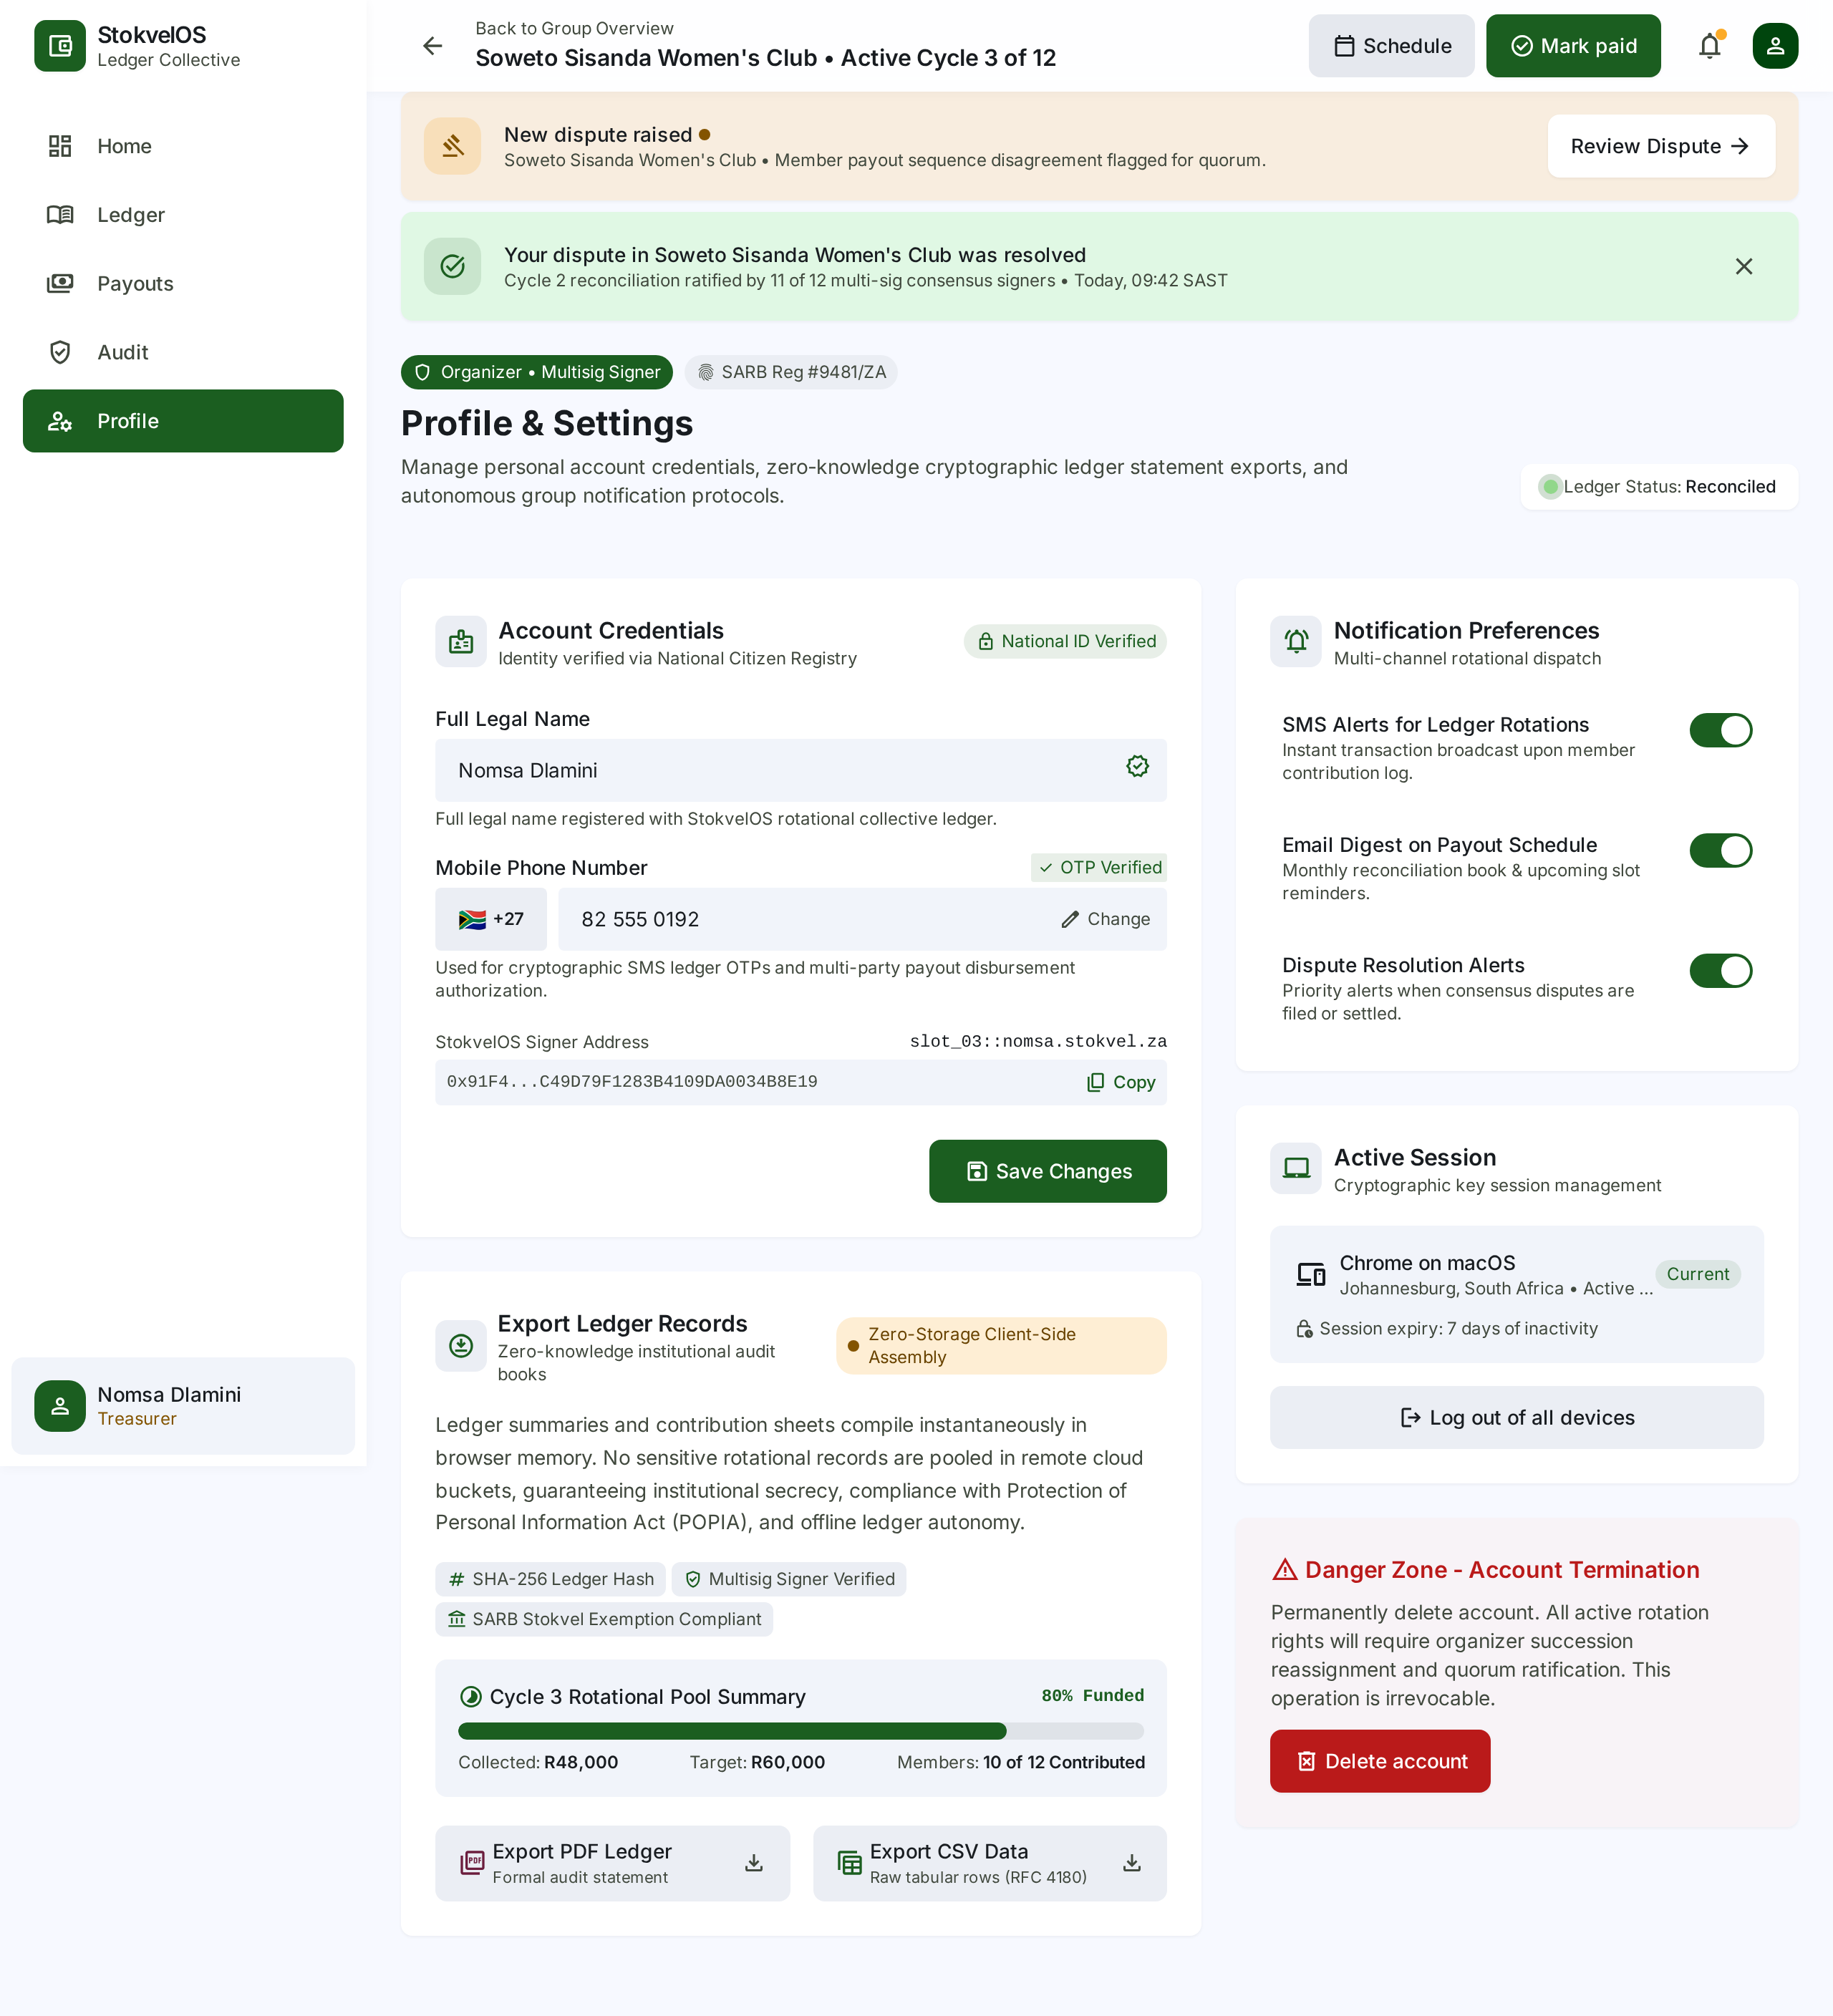 StokvelOS
Ledger Collective
Home
Ledger
Payouts
Audit
Profile
Nomsa Dlamini
Treasurer
Back to Group Overview
Soweto Sisanda Women's Club • Active Cycle 3 of 12
Schedule
Mark paid
New dispute raised
Soweto Sisanda Women's Club • Member payout sequence disagreement flagged for quorum.
Review Dispute
Your dispute in Soweto Sisanda Women's Club was resolved
Cycle 2 reconciliation ratified by 11 of 12 multi-sig consensus signers • Today, 09:42 SAST
Organizer • Multisig Signer
SARB Reg #9481/ZA
Profile & Settings
Manage personal account credentials, zero-knowledge cryptographic ledger statement exports, and
autonomous group notification protocols.
Ledger Status: Reconciled
Account Credentials
Identity verified via National Citizen Registry
National ID Verified
Full Legal Name
Nomsa Dlamini
Full legal name registered with StokvelOS rotational collective ledger.
Mobile Phone Number
OTP Verified
+27
82 555 0192
Change
Used for cryptographic SMS ledger OTPs and multi-party payout disbursement
authorization.
StokvelOS Signer Address
slot_03::nomsa.stokvel.za
0x91F4...C49D79F1283B4109DA0034B8E19
Copy
Save Changes
Export Ledger Records
Zero-knowledge institutional audit
books
Zero-Storage Client-Side
Assembly
Ledger summaries and contribution sheets compile instantaneously in
browser memory. No sensitive rotational records are pooled in remote cloud
buckets, guaranteeing institutional secrecy, compliance with Protection of
Personal Information Act (POPIA), and offline ledger autonomy.
SHA-256 Ledger Hash
Multisig Signer Verified
SARB Stokvel Exemption Compliant
Cycle 3 Rotational Pool Summary
80% Funded
Collected: R48,000
Target: R60,000
Members: 10 of 12 Contributed
PDF
Export PDF Ledger
Formal audit statement
Export CSV Data
Raw tabular rows (RFC 4180)
Notification Preferences
Multi-channel rotational dispatch
SMS Alerts for Ledger Rotations
Instant transaction broadcast upon member
contribution log.
Email Digest on Payout Schedule
Monthly reconciliation book & upcoming slot
reminders.
Dispute Resolution Alerts
Priority alerts when consensus disputes are
filed or settled.
Active Session
Cryptographic key session management
Chrome on macOS
Johannesburg, South Africa • Active ...
Current
Session expiry: 7 days of inactivity
Log out of all devices
Danger Zone - Account Termination
Permanently delete account. All active rotation
rights will require organizer succession
reassignment and quorum ratification. This
operation is irrevocable.
Delete account